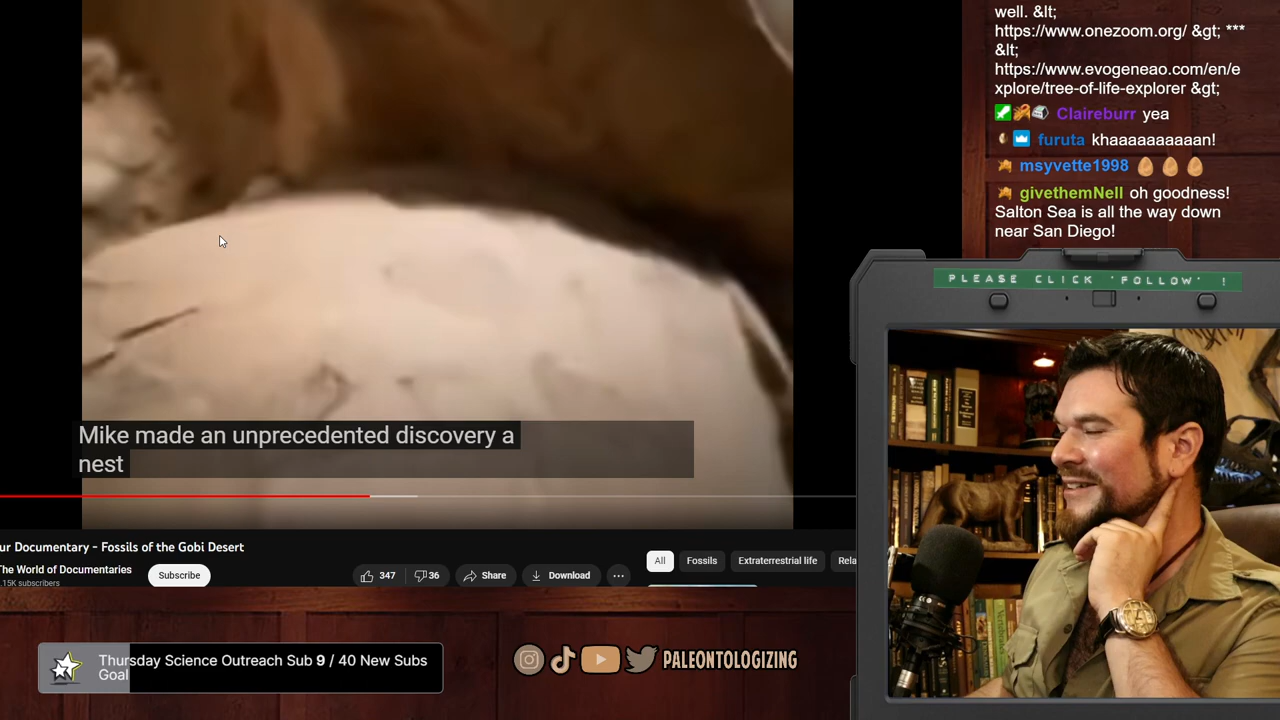 well. &lt;
https://www.onezoom.org/ &gt; ***
&lt;
https://www.evogeneao.com/en/e
xplore/tree-of-life-explorer &gt;
Claireburr yea
furuta khaaaaaaaaaan!
msyvette1998
givethemNell oh goodness!
Salton Sea is all the way down
near San Diego!
PLEASE CLICK 'FOLLOW' !
Mike made an unprecedented discovery a
nest
ur Documentary - Fossils of the Gobi Desert
The World of Documentaries
.15K subscribers
Subscribe
347
36
Share
Download
All
Fossils
Extraterrestrial life
Rela
Thursday Science Outreach Sub 9 / 40 New Subs
Goal
PALEONTOLOGIZING